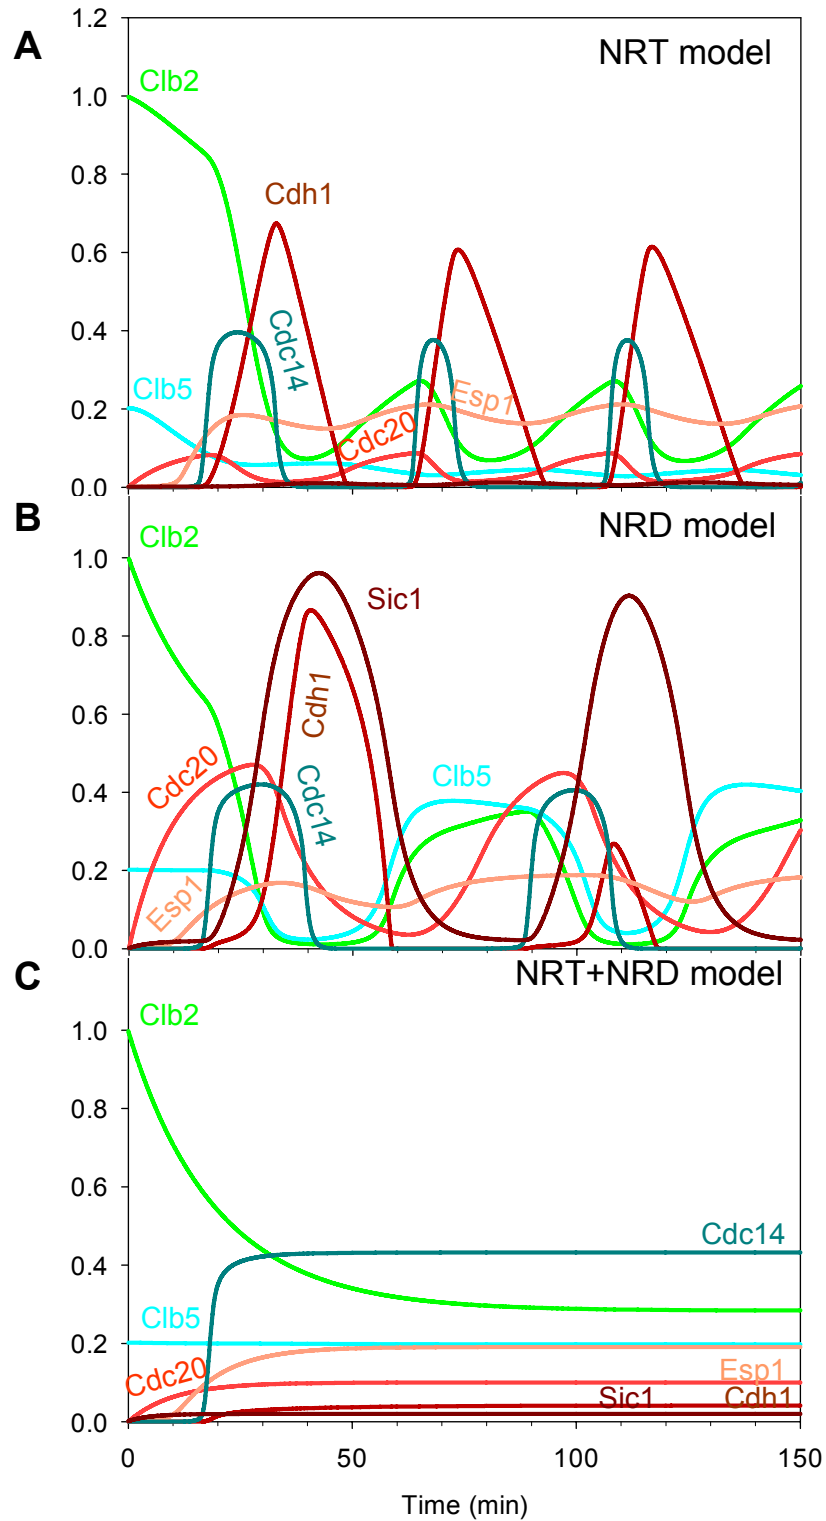 A
NRT model
1.2
1.0
0.8
0.6
0.4
0.2
0.0
Clb2
Cdh1
Cdc14
Clb5
Esp1
Cdc20
B
NRD model
1.0
0.8
0.6
0.4
0.2
0.0
Clb2
Sic1
Cdh1
Cdc20
Cdc14
Clb5
Esp1
C
NRT+NRD model
1.0
0.8
0.6
0.4
0.2
0.0
Clb2
Cdc14
Clb5
Cdc20
Esp1
Sic1
Cdh1
0 50 100 150
Time (min)